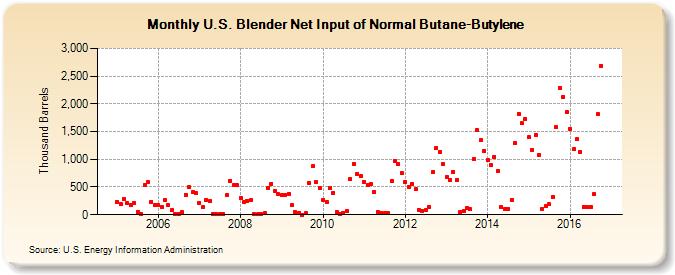 Monthly U.S. Blender Net Input of Normal Butane-Butylene
Thousand Barrels
3,000
2,500
2,000
1,500
1,000
500
0
2006 2008 2010 2012 2014 2016
Source: U.S. Energy Information Administration